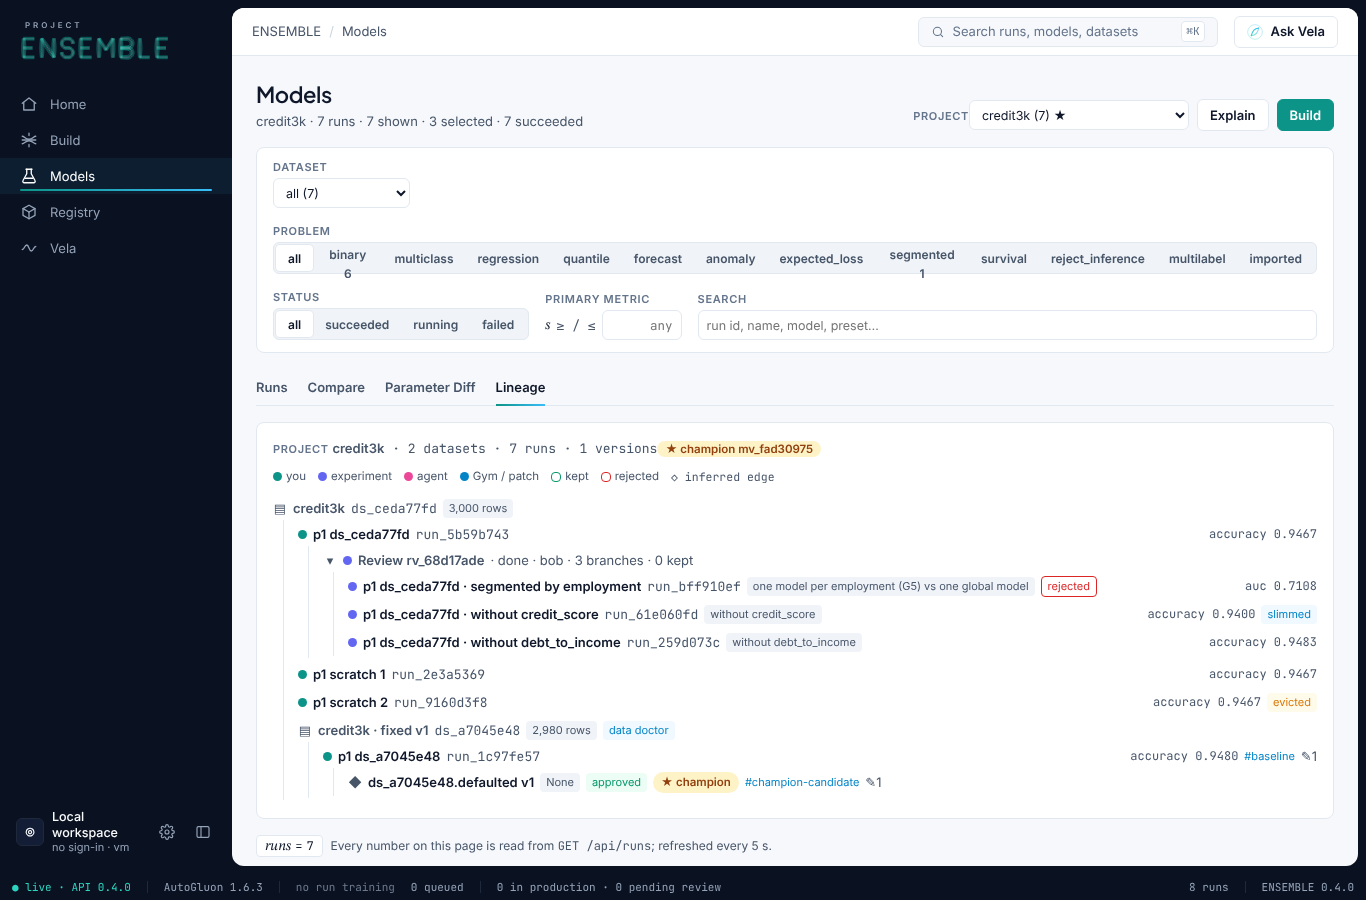 PROJECT
ENSEMBLE
Home
Build
Models
Registry
Vela
Local workspace
no sign-in · vm
ENSEMBLE / Models
Search runs, models, datasets ⌘K
Ask Vela
Models
credit3k · 7 runs · 7 shown · 3 selected · 7 succeeded
PROJECT credit3k (7) ★ Explain Build
DATASET
all (7)
PROBLEM
all binary 6 multiclass regression quantile forecast anomaly expected_loss segmented 1 survival reject_inference multilabel imported
STATUS
all succeeded running failed
PRIMARY METRIC
s ≥ / ≤ any
SEARCH
run id, name, model, preset...
Runs Compare Parameter Diff Lineage
PROJECT credit3k · 2 datasets · 7 runs · 1 versions ★ champion mv_fad30975
you experiment agent Gym / patch kept rejected ◇ inferred edge
credit3k ds_ceda77fd 3,000 rows
p1 ds_ceda77fd run_5b59b743 accuracy 0.9467
▾ Review rv_68d17ade · done · bob · 3 branches · 0 kept
p1 ds_ceda77fd · segmented by employment run_bff910ef one model per employment (G5) vs one global model rejected auc 0.7108
p1 ds_ceda77fd · without credit_score run_61e060fd without credit_score accuracy 0.9400 slimmed
p1 ds_ceda77fd · without debt_to_income run_259d073c without debt_to_income accuracy 0.9483
p1 scratch 1 run_2e3a5369 accuracy 0.9467
p1 scratch 2 run_9160d3f8 accuracy 0.9467 evicted
credit3k · fixed v1 ds_a7045e48 2,980 rows data doctor
p1 ds_a7045e48 run_1c97fe57 accuracy 0.9480 #baseline ✎1
◆ ds_a7045e48.defaulted v1 None approved ★ champion #champion-candidate ✎1
runs = 7 Every number on this page is read from GET /api/runs; refreshed every 5 s.
● live · API 0.4.0 AutoGluon 1.6.3 no run training 0 queued 0 in production · 0 pending review 8 runs ENSEMBLE 0.4.0